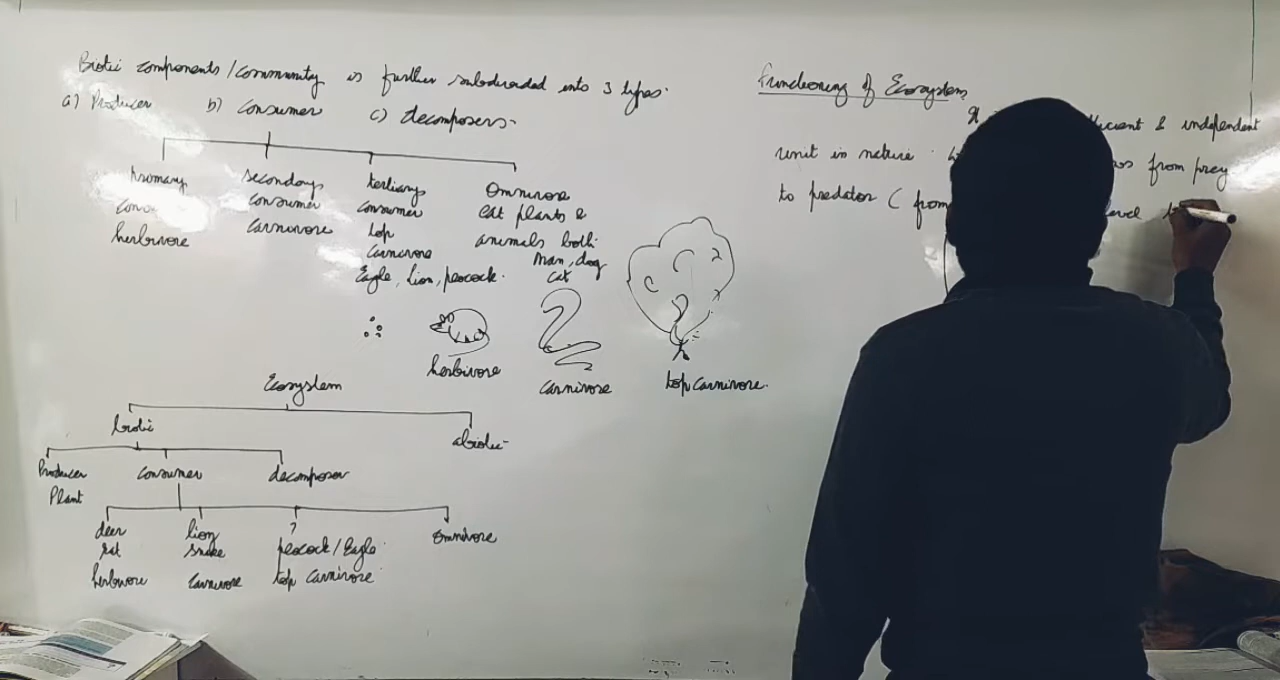 Biotic components/community is further subdivided into 3 types.
a) Producer b) Consumer c) decomposers.
primary secondary tertiary Omnivore
consumer consumer eat plants &
herbivore Carnivore top animals both
Carnivore man, dog
Eagle, lion, peacock. cat
herbivore carnivore top carnivore.
Ecosystem
biotic abiotic
Producer consumer decomposer
Plant
deer lion ? Omnivore
rat snake peacock/Eagle
herbivore carnivore top carnivore
Functioning of Ecosystem
& independent
unit in nature. from prey
to predator (from